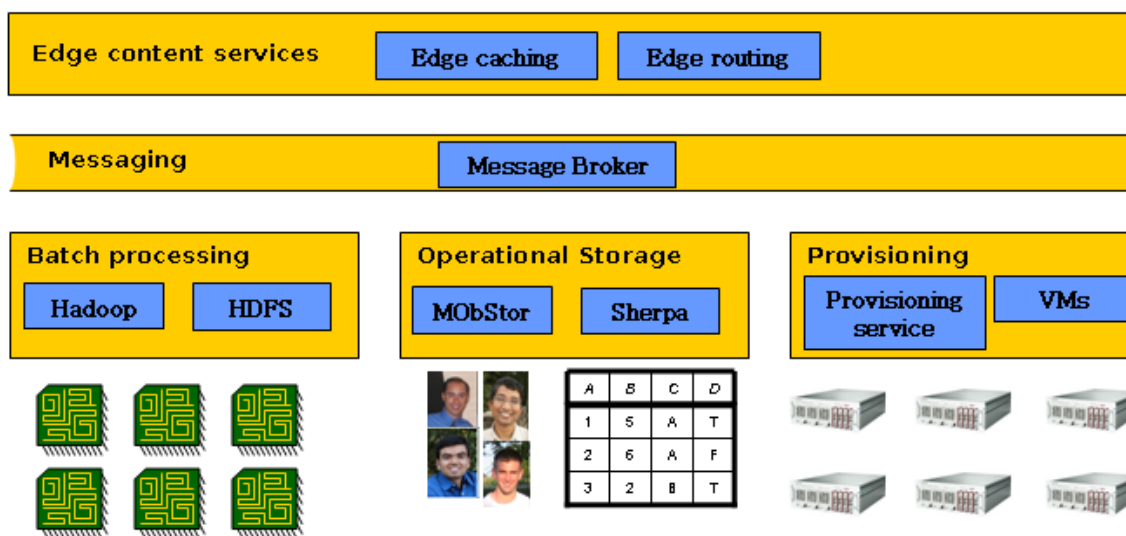 Edge content services
Edge caching
Edge routing
Messaging
Message Broker
Batch processing
Hadoop
HDFS
Operational Storage
MObStor
Sherpa
Provisioning
Provisioning
service
VMs
A B C D
1 5 A T
2 6 A F
3 2 B T